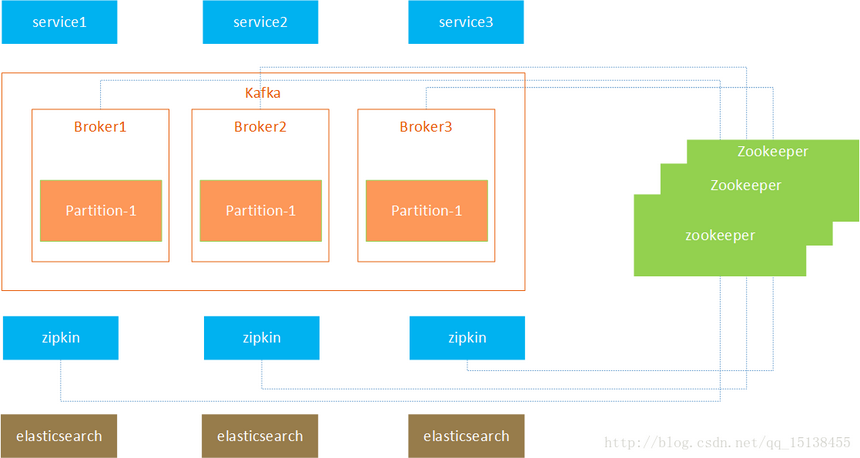 service1
service2
service3
Kafka
Broker1
Broker2
Broker3
Partition-1
Partition-1
Partition-1
Zookeeper
Zookeeper
zookeeper
zipkin
zipkin
zipkin
elasticsearch
elasticsearch
elasticsearch
http://blog.csdn.net/qq_15138455